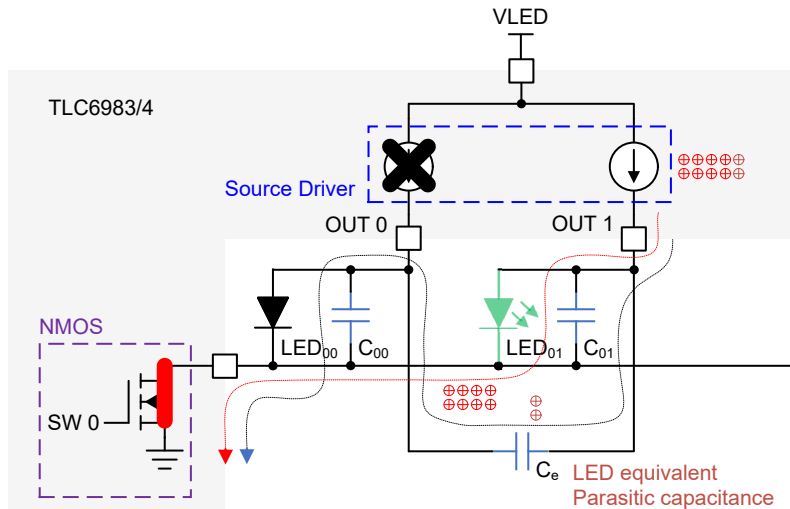 VLED
TLC6983/4
Source Driver
OUT 0
OUT 1
NMOS
LED₀₀
C₀₀
LED₀₁
C₀₁
SW 0
Cₑ
LED equivalent
Parasitic capacitance